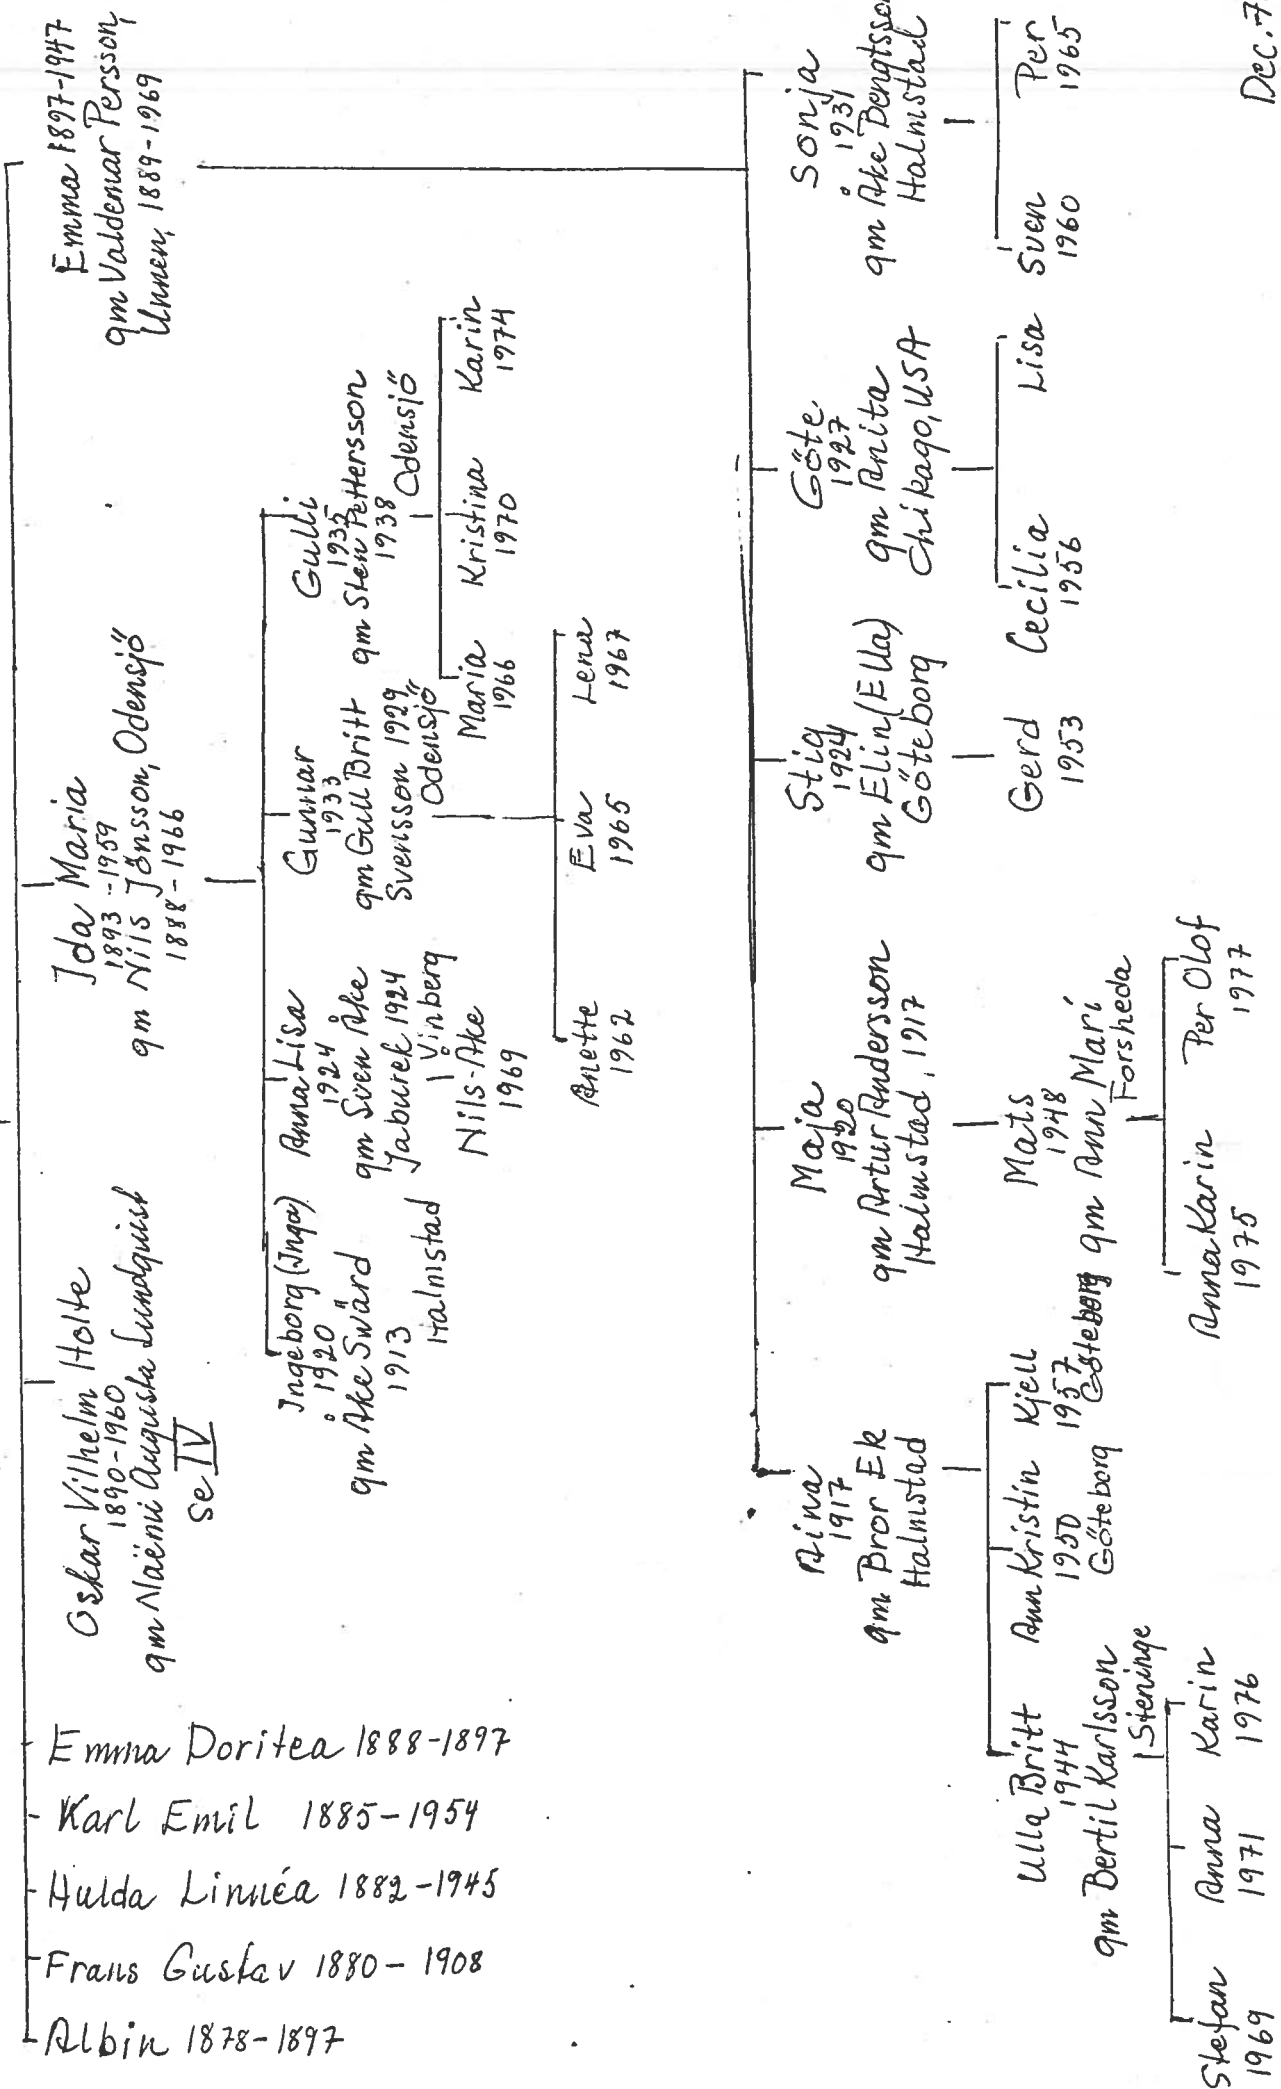 Albin 1878-1897
Frans Gustav 1880 - 1908
Hulda Linnéa 1882-1945
Karl Emil 1885-1954
Emma Doritea 1888-1897
Oskar Vilhelm Holte
1890-1960
gm Naënii Augusta Lundquist
se IV
Ida Maria
1893-1959
gm Nils Jönsson, Odensjö
1888-1966
Emma 1897-1947
gm Valdemar Persson,
Unnen, 1889-1969
Ingeborg (Inga)
1920
gm Åke Swärd
1913
Halmstad
Anna Lisa
1924
gm Sven Åke
Jaburek 1924
Vinberg
Nils-Åke
1969
Gunnar
1933
gm Gull Britt
Svensson 1929
Odensjö
Anette
1962
Eva
1965
Lena
1967
Gulli
1935
gm Sten Pettersson
1938
Odensjö
Maria
1966
Kristina
1970
Karin
1974
Aina
1917
gm Bror Ek
Halmstad
Ulla Britt
1944
gm Bertil Karlsson
Steninge
Stefan
1969
Anna
1971
Karin
1976
Ann Kristin
1950
Göteborg
Kjell
1957
Göteborg
Maja
1920
gm Artur Andersson
Halmstad, 1917
Mats
1948
gm Ann Mari
Forsheda
Anna Karin
1975
Per Olof
1977
Stig
1924
gm Elin (Ella)
Göteborg
Gerd
1953
Göte
1927
gm Anita
Chikago, USA
Cecilia
1956
Lisa
Sonja
1931
gm Åke Bengtsson
Halmstad
Sven
1960
Per
1965
Dec. 7